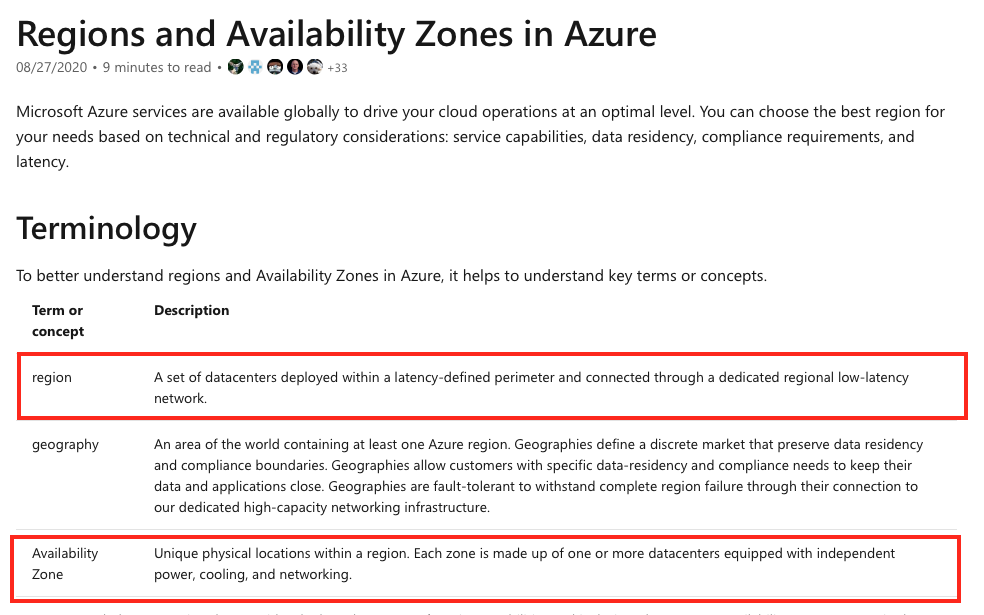 Regions and Availability Zones in Azure
08/27/2020 • 9 minutes to read • +33
Microsoft Azure services are available globally to drive your cloud operations at an optimal level. You can choose the best region for
your needs based on technical and regulatory considerations: service capabilities, data residency, compliance requirements, and
latency.
Terminology
To better understand regions and Availability Zones in Azure, it helps to understand key terms or concepts.
Term or Description
concept
region A set of datacenters deployed within a latency-defined perimeter and connected through a dedicated regional low-latency
network.
geography An area of the world containing at least one Azure region. Geographies define a discrete market that preserve data residency
and compliance boundaries. Geographies allow customers with specific data-residency and compliance needs to keep their
data and applications close. Geographies are fault-tolerant to withstand complete region failure through their connection to
our dedicated high-capacity networking infrastructure.
Availability Unique physical locations within a region. Each zone is made up of one or more datacenters equipped with independent
Zone power, cooling, and networking.